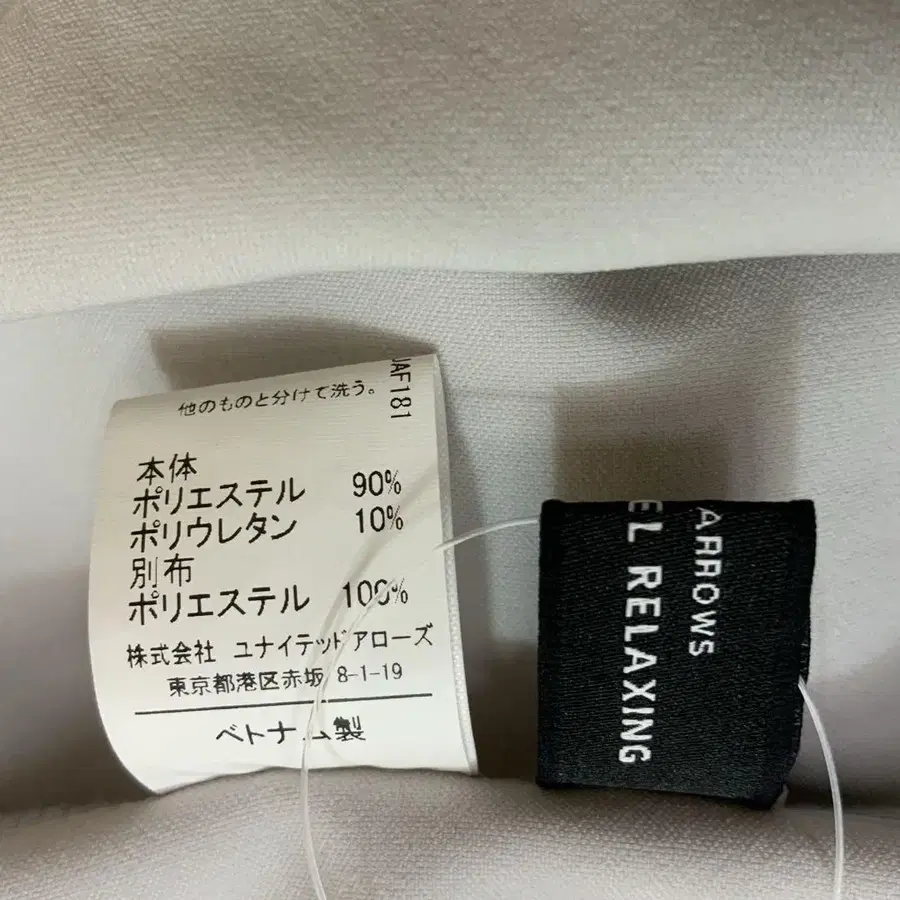 他のものと分けて洗う。
JAF181
本体
ポリエステル 90%
ポリウレタン 10%
別布
ポリエステル 100%
株式会社 ユナイテッドアローズ
東京都港区赤坂 8-1-19
ベトナム製
ARROWS
EL RELAXING